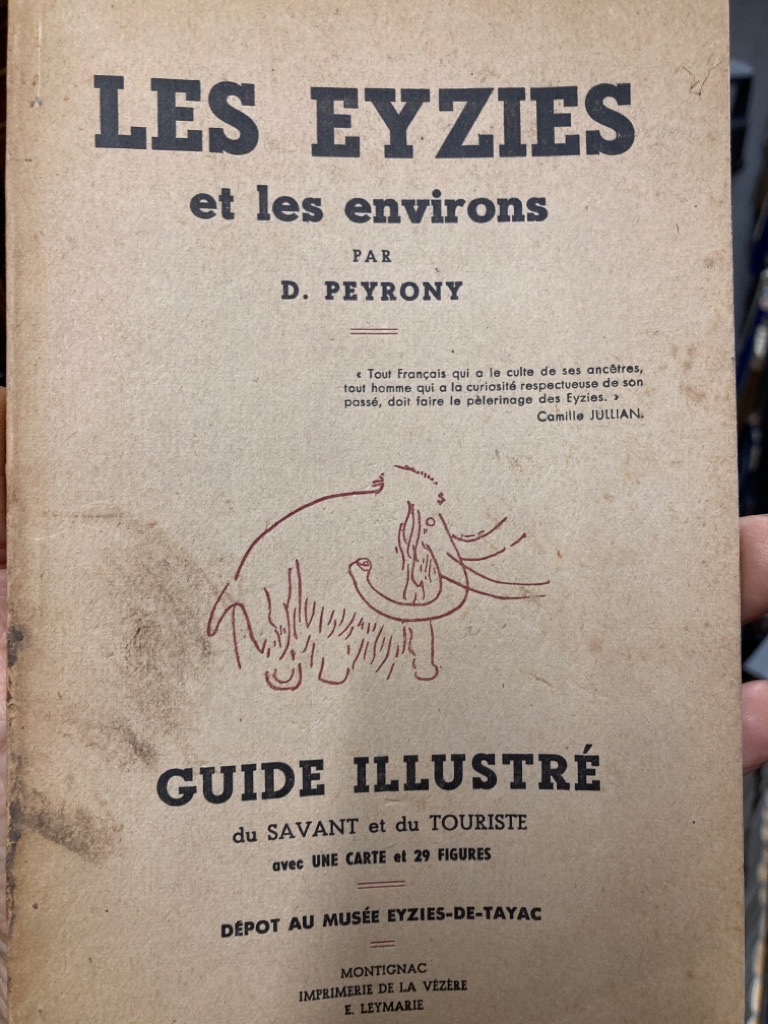 LES EYZIES
et les environs
PAR
D. PEYRONY
« Tout Français qui a le culte de ses ancêtres,
tout homme qui a la curiosité respectueuse de son
passé, doit faire le pèlerinage des Eyzies. »
Camille JULLIAN.
GUIDE ILLUSTRÉ
du SAVANT et du TOURISTE
avec UNE CARTE et 29 FIGURES
DÉPOT AU MUSÉE EYZIES-DE-TAYAC
MONTIGNAC
IMPRIMERIE DE LA VÉZÈRE
E. LEYMARIE